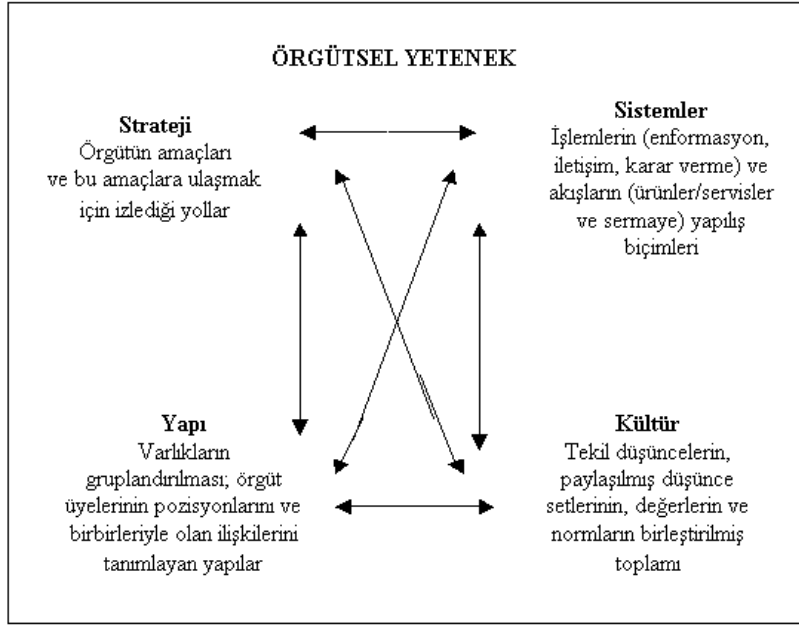 ÖRGÜTSEL YETENEK
Strateji
Örgütün amaçları
ve bu amaçlara ulaşmak
için izlediği yollar
Sistemler
İşlemlerin (enformasyon,
iletişim, karar verme) ve
akışların (ürünler/servisler
ve sermaye) yapılış
biçimleri
Yapı
Varlıkların
gruplandırılması; örgüt
üyelerinin pozisyonlarını ve
birbirleriyle olan ilişkilerini
tanımlayan yapılar
Kültür
Tekil düşüncelerin,
paylaşılmış düşünce
setlerinin, değerlerin ve
normların birleştirilmiş
toplamı